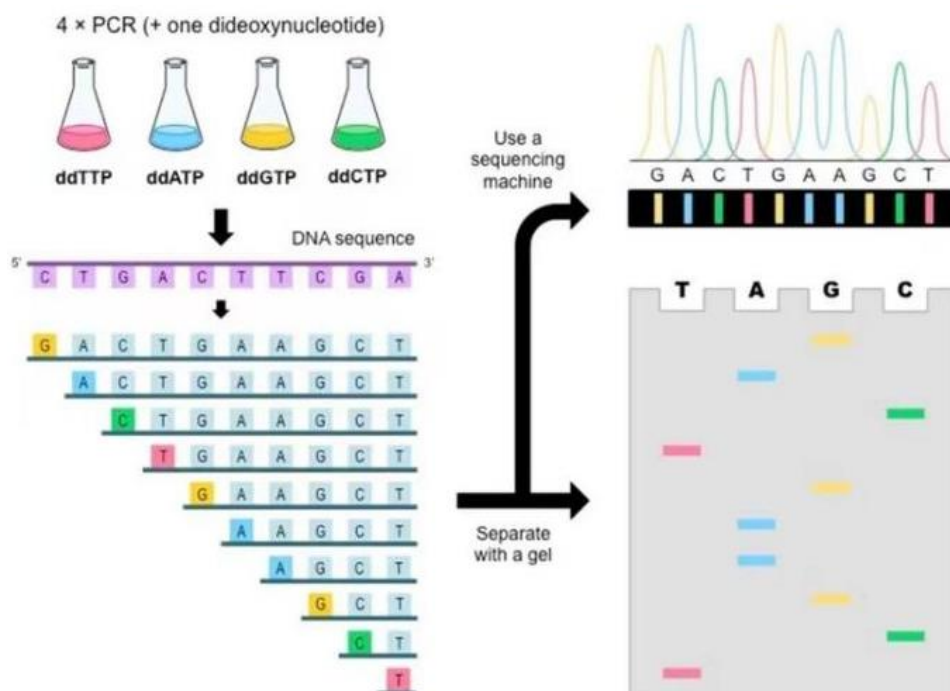 4 × PCR (+ one dideoxynucleotide)
ddTTP ddATP ddGTP ddCTP
DNA sequence
5' 3'
C T G A C T T C G A
G A C T G A A G C T
A C T G A A G C T
C T G A A G C T
T G A A G C T
G A A G C T
A A G C T
A G C T
G C T
C T
T
Use a
sequencing
machine
Separate
with a gel
G A C T G A A G C T
T A G C